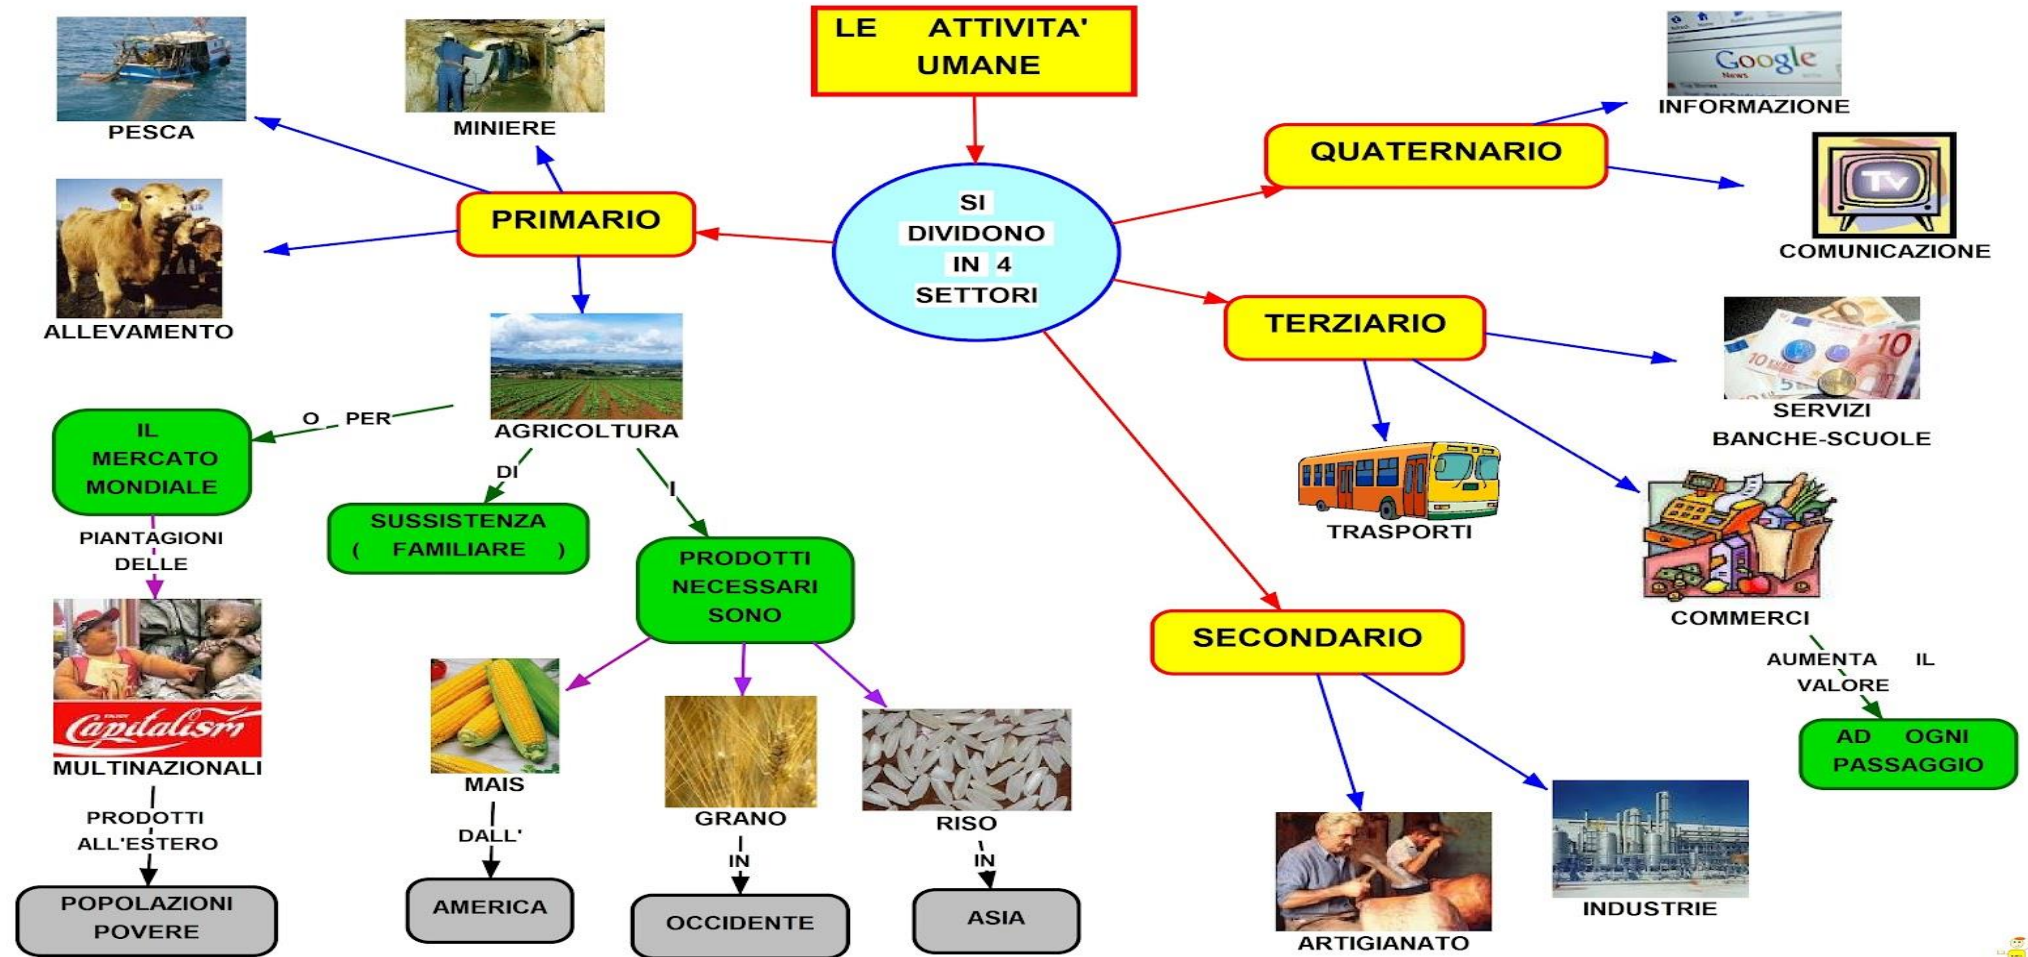 LE ATTIVITA'
UMANE
SI
DIVIDONO
IN 4
SETTORI
PRIMARIO
PESCA
MINIERE
ALLEVAMENTO
AGRICOLTURA
O PER
IL
MERCATO
MONDIALE
PIANTAGIONI
DELLE
Capitalism
MULTINAZIONALI
PRODOTTI
ALL'ESTERO
POPOLAZIONI
POVERE
DI
SUSSISTENZA
( FAMILIARE )
I
PRODOTTI
NECESSARI
SONO
MAIS
DALL'
AMERICA
GRANO
IN
OCCIDENTE
RISO
IN
ASIA
QUATERNARIO
Google
News
INFORMAZIONE
TV
COMUNICAZIONE
TERZIARIO
10
10
SERVIZI
BANCHE-SCUOLE
TRASPORTI
COMMERCI
AUMENTA IL
VALORE
AD OGNI
PASSAGGIO
SECONDARIO
ARTIGIANATO
INDUSTRIE